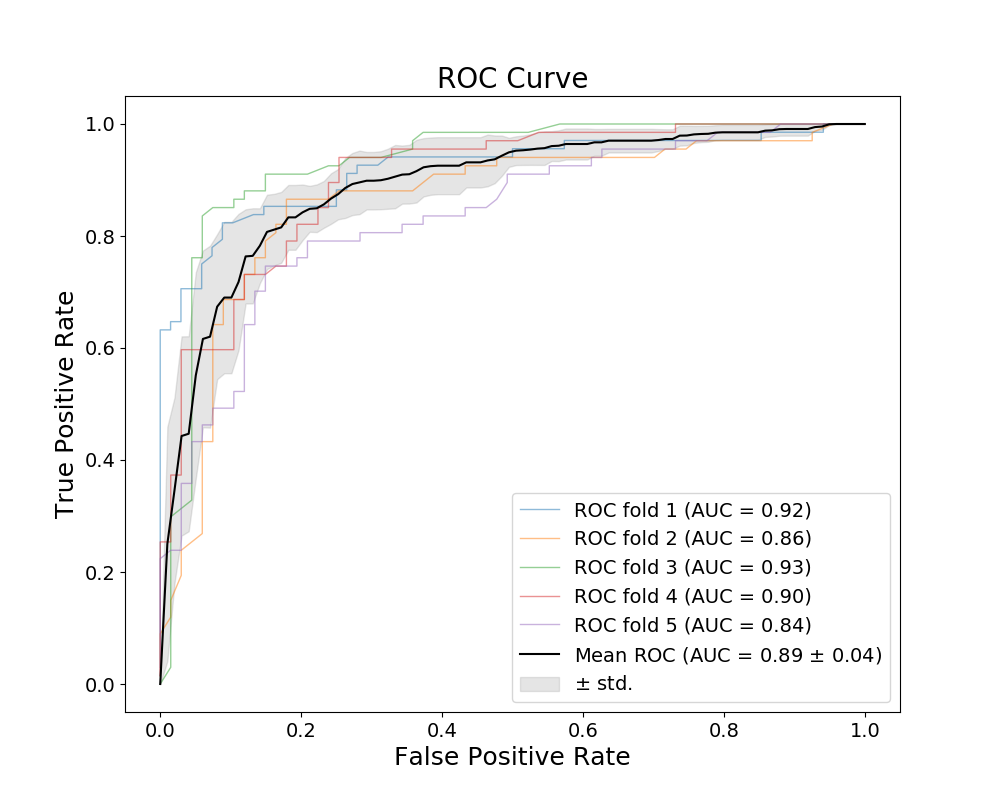 ROC Curve
1.0
0.8
0.6
0.4
0.2
0.0
True Positive Rate
ROC fold 1 (AUC = 0.92)
ROC fold 2 (AUC = 0.86)
ROC fold 3 (AUC = 0.93)
ROC fold 4 (AUC = 0.90)
ROC fold 5 (AUC = 0.84)
Mean ROC (AUC = 0.89 ± 0.04)
± std.
0.0 0.2 0.4 0.6 0.8 1.0
False Positive Rate